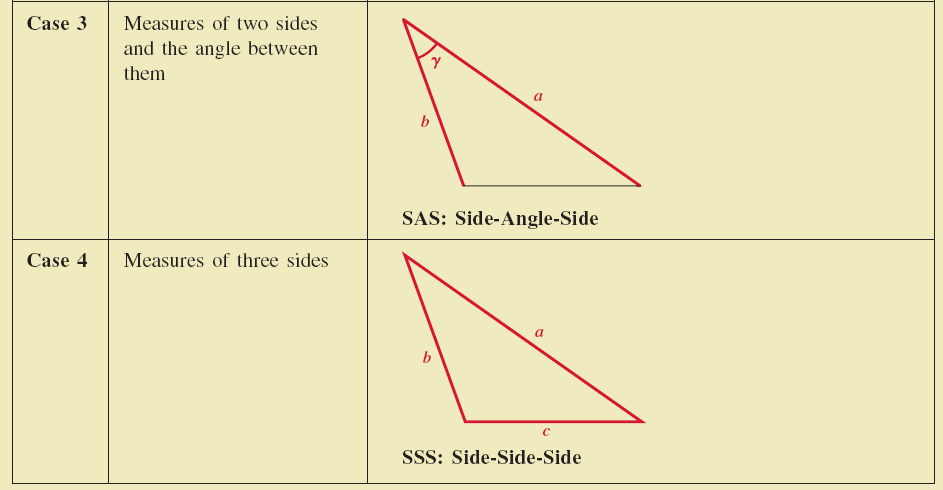 Case 3
Measures of two sides
and the angle between
them
γ
a
b
SAS: Side-Angle-Side
Case 4
Measures of three sides
a
b
c
SSS: Side-Side-Side